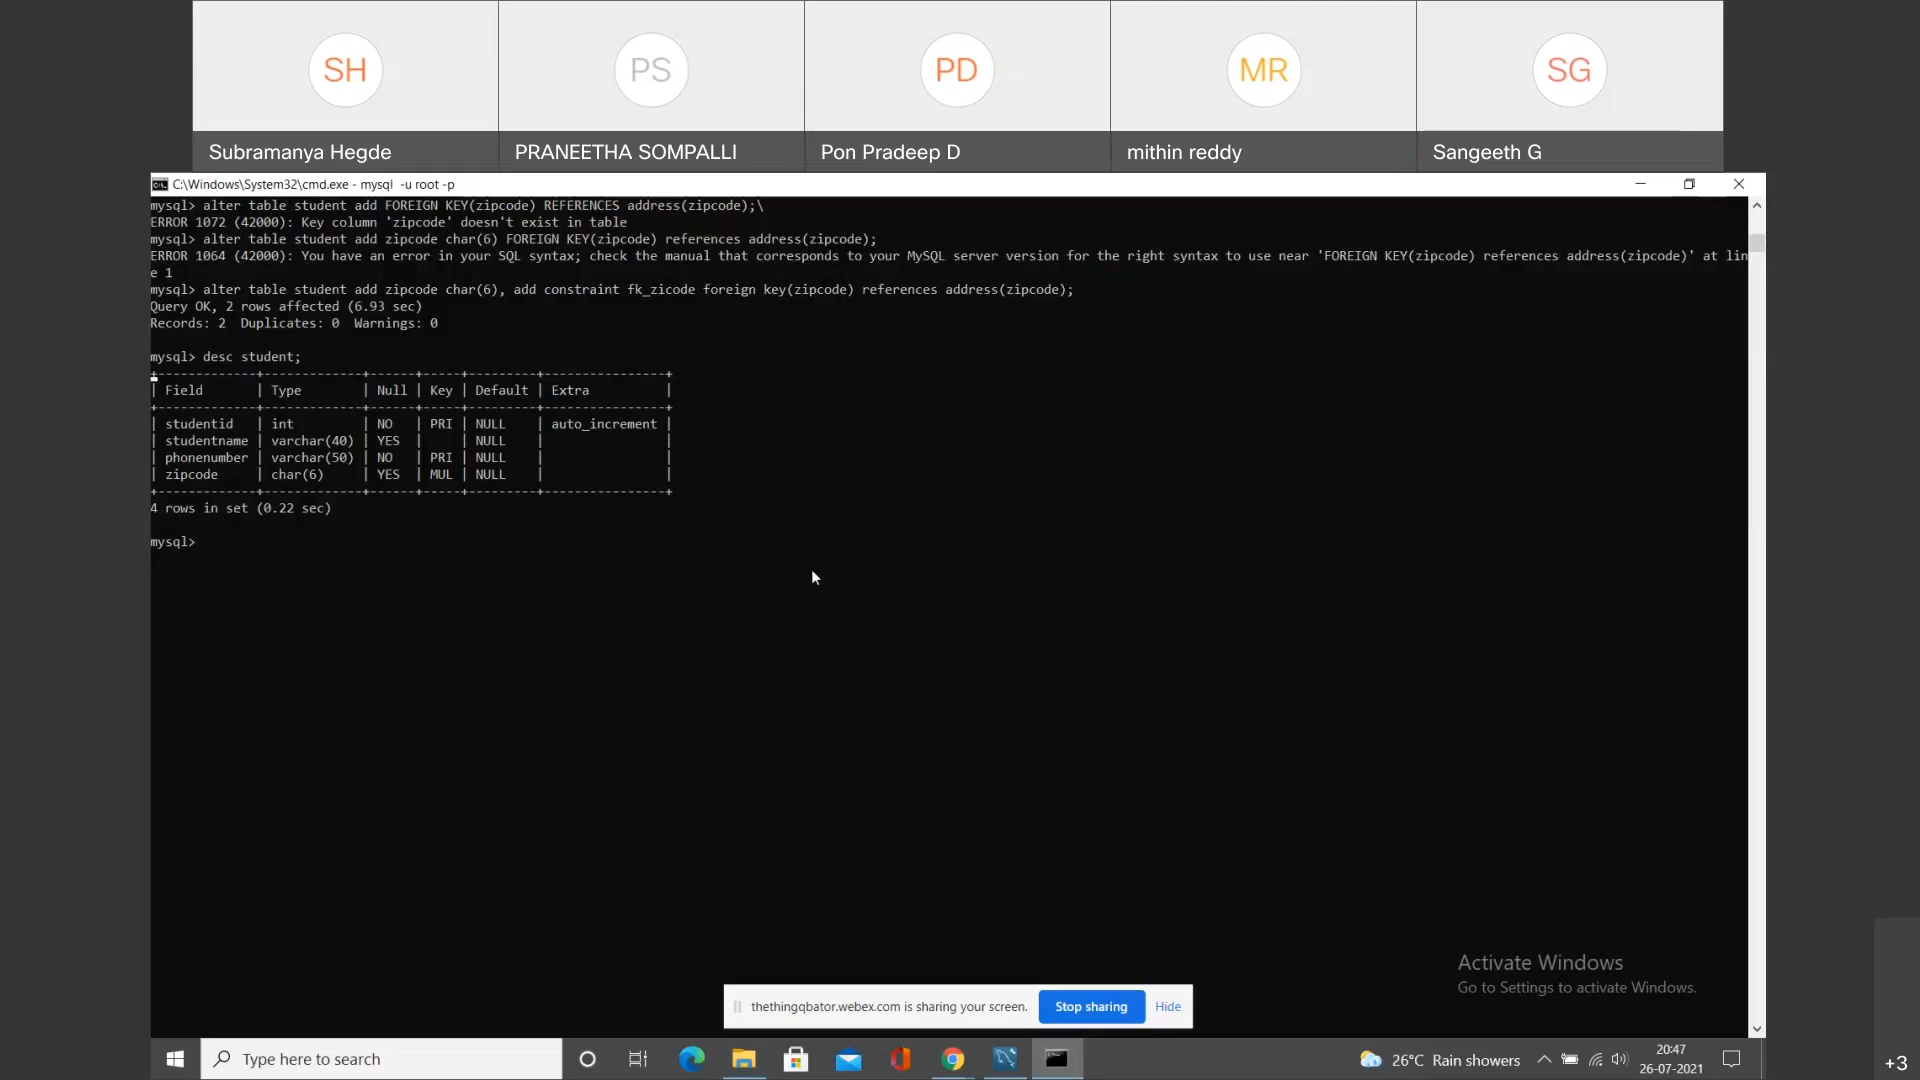 SH
PS
PD
MR
SG
Subramanya Hegde
PRANEETHA SOMPALLI
Pon Pradeep D
mithin reddy
Sangeeth G
C:\Windows\System32\cmd.exe - mysql  -u root -p
mysql> alter table student add FOREIGN KEY(zipcode) REFERENCES address(zipcode);\
ERROR 1072 (42000): Key column 'zipcode' doesn't exist in table
mysql> alter table student add zipcode char(6) FOREIGN KEY(zipcode) references address(zipcode);
ERROR 1064 (42000): You have an error in your SQL syntax; check the manual that corresponds to your MySQL server version for the right syntax to use near 'FOREIGN KEY(zipcode) references address(zipcode)' at lin
e 1
mysql> alter table student add zipcode char(6), add constraint fk_zicode foreign key(zipcode) references address(zipcode);
Query OK, 2 rows affected (6.93 sec)
Records: 2  Duplicates: 0  Warnings: 0
mysql> desc student;
+-------------+-------------+------+-----+---------+----------------+
| Field       | Type        | Null | Key | Default | Extra          |
+-------------+-------------+------+-----+---------+----------------+
| studentid   | int         | NO   | PRI | NULL    | auto_increment |
| studentname | varchar(40) | YES  |     | NULL    |                |
| phonenumber | varchar(50) | NO   | PRI | NULL    |                |
| zipcode     | char(6)     | YES  | MUL | NULL    |                |
+-------------+-------------+------+-----+---------+----------------+
4 rows in set (0.22 sec)
mysql>
Activate Windows
Go to Settings to activate Windows.
thethingqbator.webex.com is sharing your screen.
Stop sharing
Hide
Type here to search
26°C Rain showers
20:47
26-07-2021
+3